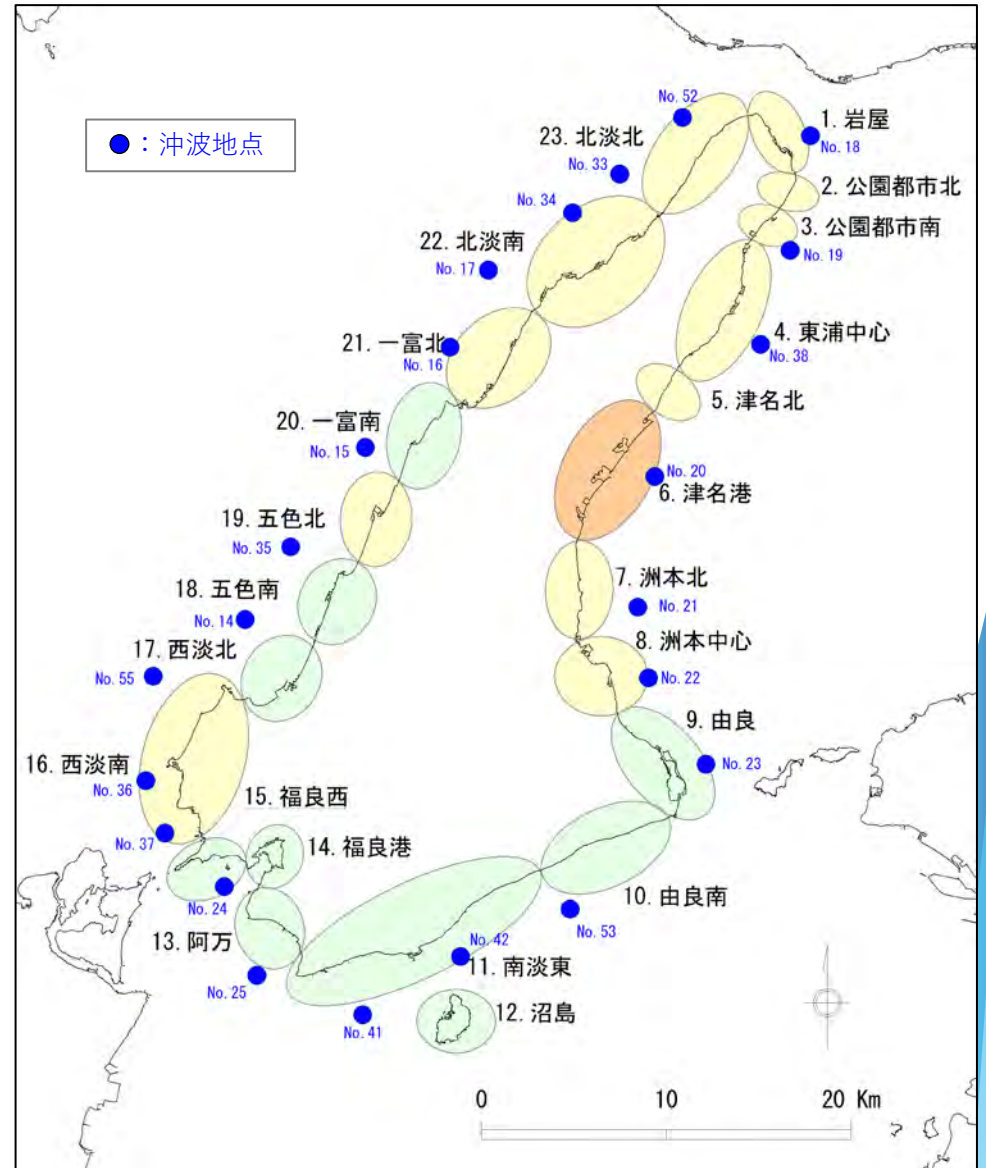 ●：沖波地点
No. 52
1. 岩屋
No. 18
23. 北淡北
No. 33
2. 公園都市北
No. 34
3. 公園都市南
No. 19
22. 北淡南
No. 17
4. 東浦中心
No. 38
21. 一富北
No. 16
5. 津名北
20. 一富南
No. 15
No. 20
6. 津名港
19. 五色北
No. 35
7. 洲本北
No. 21
18. 五色南
No. 14
8. 洲本中心
No. 22
17. 西淡北
No. 55
9. 由良
No. 23
16. 西淡南
No. 36
15. 福良西
No. 37
14. 福良港
No. 24
10. 由良南
No. 53
13. 阿万
No. 25
No. 42
11. 南淡東
No. 41
12. 沼島
0 10 20 Km